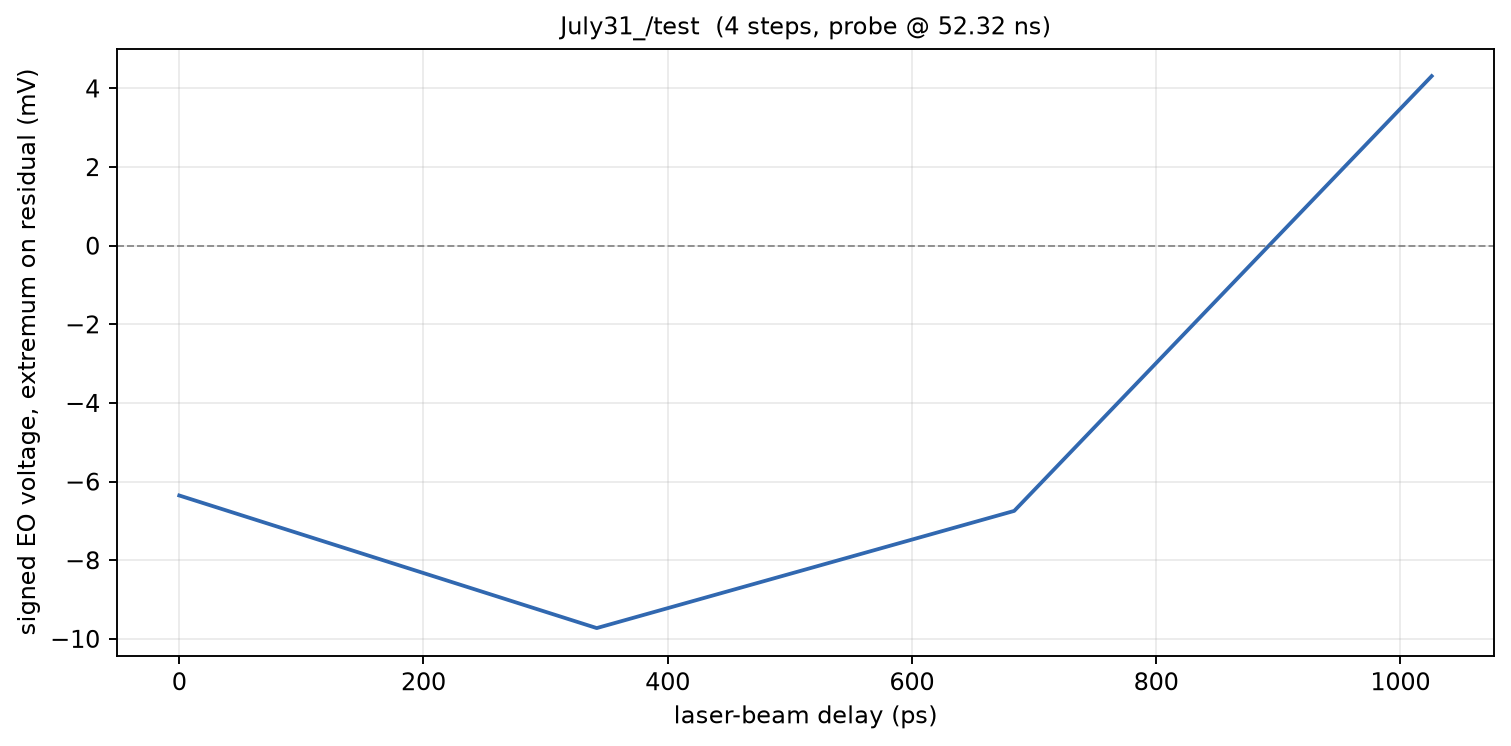 July31_/test  (4 steps, probe @ 52.32 ns)
signed EO voltage, extremum on residual (mV)
4
2
0
−2
−4
−6
−8
−10
0 200 400 600 800 1000
laser-beam delay (ps)